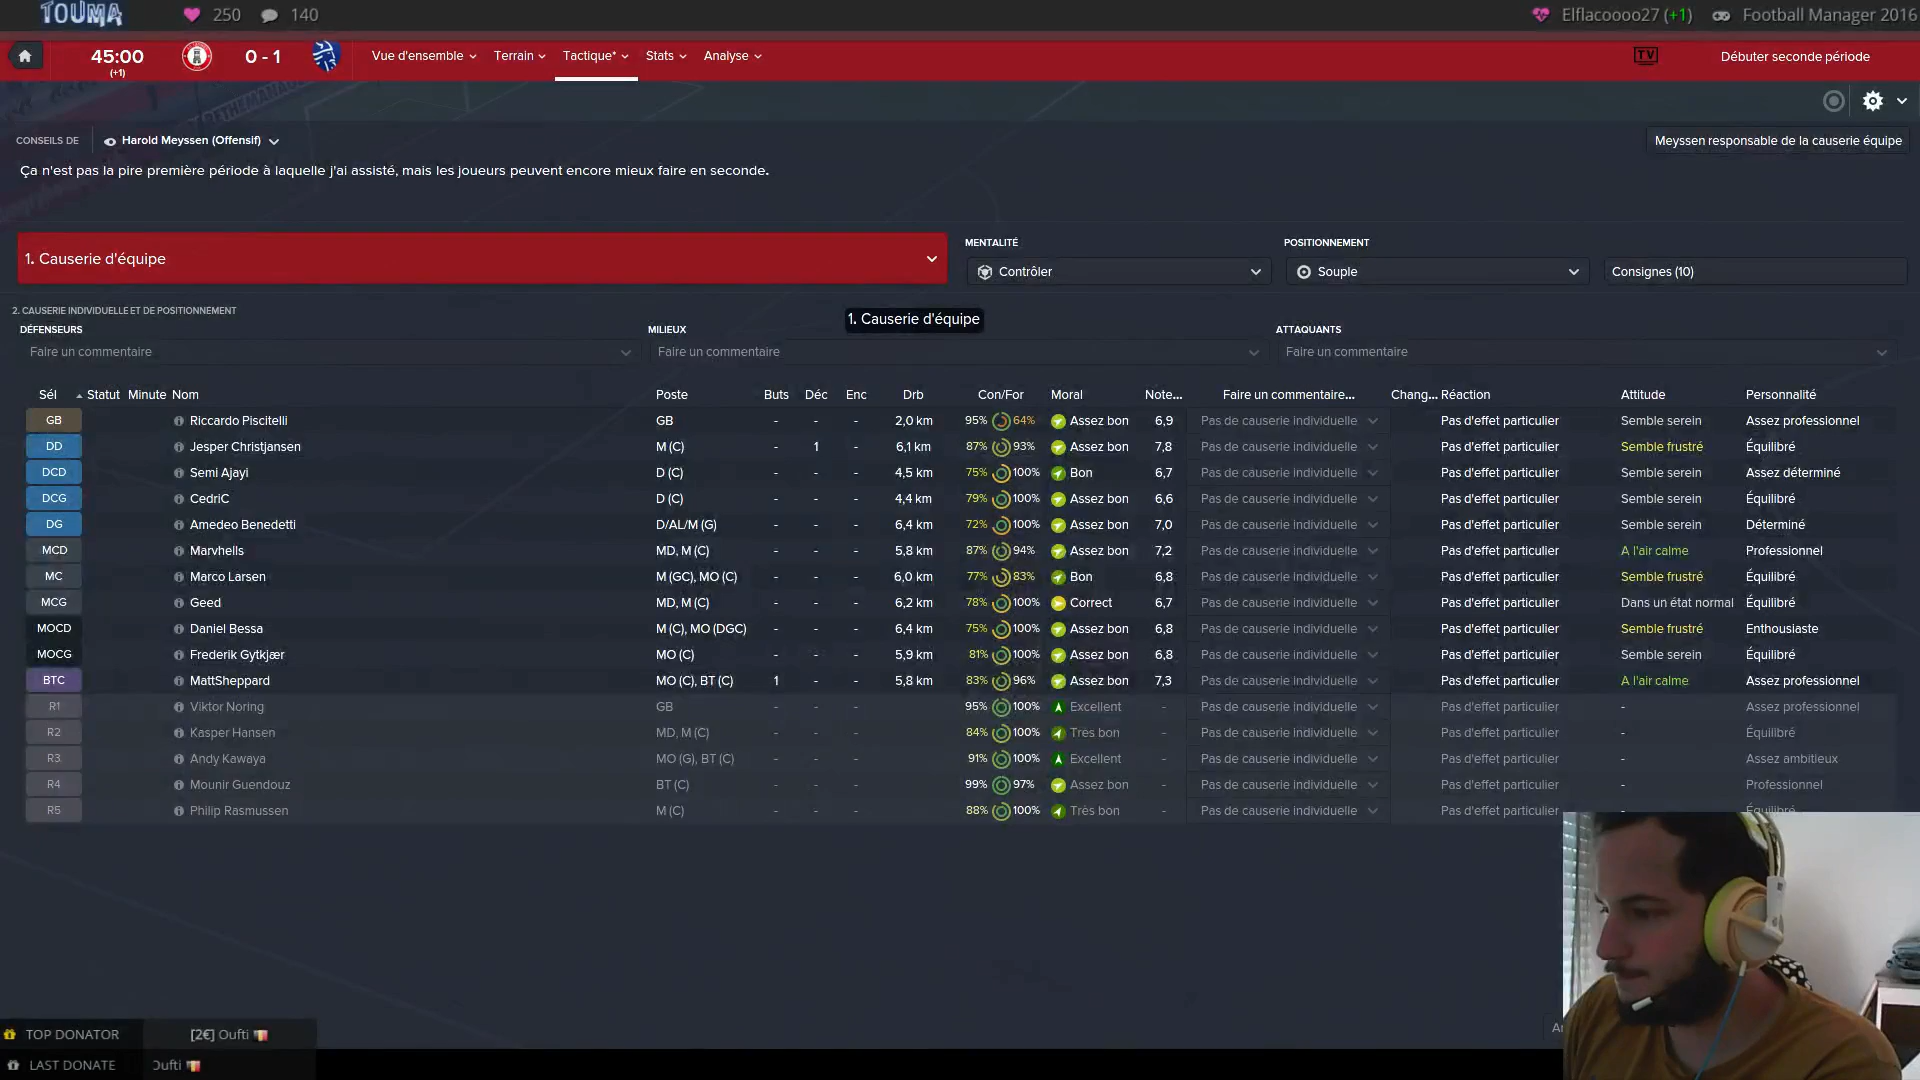 TOUMA 250 140 Elflacoooo27 (+1) Football Manager 2016
45:00 (+1) 0 - 1 Vue d'ensemble Terrain Tactique* Stats Analyse TV Débuter seconde période
CONSEILS DE Harold Meyssen (Offensif) Meyssen responsable de la causerie équipe
Ça n'est pas la pire première période à laquelle j'ai assisté, mais les joueurs peuvent encore mieux faire en seconde.
MENTALITÉ POSITIONNEMENT
1. Causerie d'équipe Contrôler Souple Consignes (10)
2. CAUSERIE INDIVIDUELLE ET DE POSITIONNEMENT
1. Causerie d'équipe
DÉFENSEURS MILIEUX ATTAQUANTS
Faire un commentaire Faire un commentaire Faire un commentaire
Sél Statut Minute Nom Poste Buts Déc Enc Drb Con/For Moral Note... Faire un commentaire... Chang... Réaction Attitude Personnalité
GB Riccardo Piscitelli GB - - - 2,0 km 95% 64% Assez bon 6,9 Pas de causerie individuelle Pas d'effet particulier Semble serein Assez professionnel
DD Jesper Christjansen M (C) - 1 - 6,1 km 87% 93% Assez bon 7,8 Pas de causerie individuelle Pas d'effet particulier Semble frustré Équilibré
DCD Semi Ajayi D (C) - - - 4,5 km 75% 100% Bon 6,7 Pas de causerie individuelle Pas d'effet particulier Semble serein Assez déterminé
DCG CedriC D (C) - - - 4,4 km 79% 100% Assez bon 6,6 Pas de causerie individuelle Pas d'effet particulier Semble serein Équilibré
DG Amedeo Benedetti D/AL/M (G) - - - 6,4 km 72% 100% Assez bon 7,0 Pas de causerie individuelle Pas d'effet particulier Semble serein Déterminé
MCD Marvhells MD, M (C) - - - 5,8 km 87% 94% Assez bon 7,2 Pas de causerie individuelle Pas d'effet particulier A l'air calme Professionnel
MC Marco Larsen M (GC), MO (C) - - - 6,0 km 77% 83% Bon 6,8 Pas de causerie individuelle Pas d'effet particulier Semble frustré Équilibré
MCG Geed MD, M (C) - - - 6,2 km 78% 100% Correct 6,7 Pas de causerie individuelle Pas d'effet particulier Dans un état normal Équilibré
MOCD Daniel Bessa M (C), MO (DGC) - - - 6,4 km 75% 100% Assez bon 6,8 Pas de causerie individuelle Pas d'effet particulier Semble frustré Enthousiaste
MOCG Frederik Gytkjær MO (C) - - - 5,9 km 81% 100% Assez bon 6,8 Pas de causerie individuelle Pas d'effet particulier Semble serein Équilibré
BTC MattSheppard MO (C), BT (C) 1 - - 5,8 km 83% 96% Assez bon 7,3 Pas de causerie individuelle Pas d'effet particulier A l'air calme Assez professionnel
R1 Viktor Noring GB 95% 100% Excellent - Pas de causerie individuelle Pas d'effet particulier - Assez professionnel
R2 Kasper Hansen MD, M (C) 84% 100% Très bon - Pas de causerie individuelle Pas d'effet particulier - Équilibré
R3 Andy Kawaya MO (G), BT (C) 91% 100% Excellent - Pas de causerie individuelle Pas d'effet particulier - Assez ambitieux
R4 Mounir Guendouz BT (C) 99% 97% Assez bon - Pas de causerie individuelle Pas d'effet particulier - Professionnel
R5 Philip Rasmussen M (C) 88% 100% Très bon - Pas de causerie individuelle Pas d'effet particulier - Équilibré
TOP DONATOR [2€] Oufti
LAST DONATE Oufti